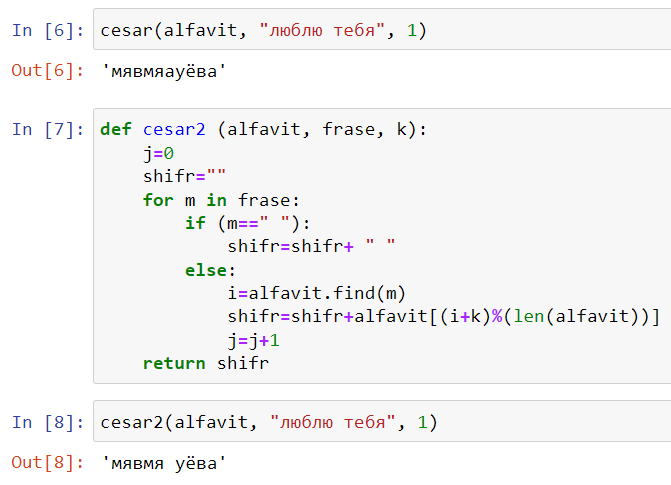 In [6]: cesar(alfavit, "люблю тебя", 1)
Out[6]: 'мявмяауёва'
In [7]: def cesar2 (alfavit, frase, k):
    j=0
    shifr=""
    for m in frase:
        if (m==" "):
            shifr=shifr+ " "
        else:
            i=alfavit.find(m)
            shifr=shifr+alfavit[(i+k)%(len(alfavit))]
            j=j+1
    return shifr
In [8]: cesar2(alfavit, "люблю тебя", 1)
Out[8]: 'мявмя уёва'